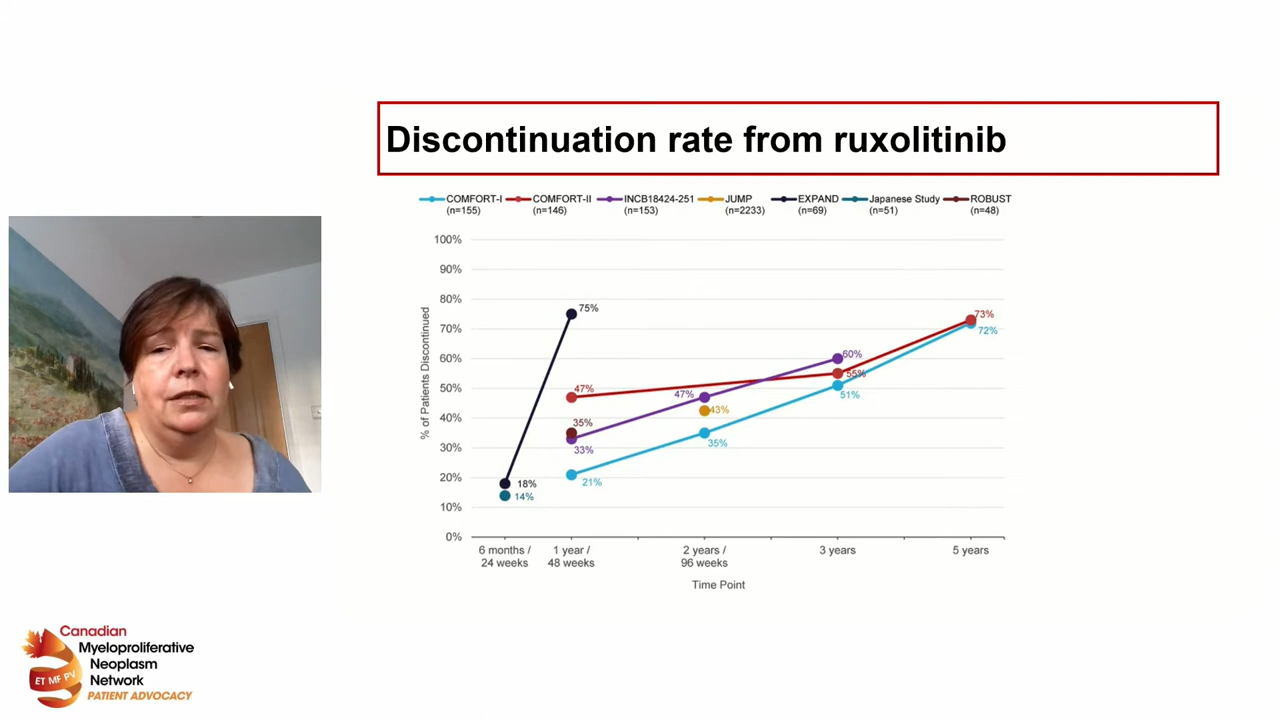 Discontinuation rate from ruxolitinib
COMFORT-I COMFORT-II INCB18424-251 JUMP EXPAND Japanese Study ROBUST
(n=155) (n=146) (n=153) (n=2233) (n=69) (n=51) (n=48)
% of Patients Discontinued
100%
90%
80%
70%
60%
50%
40%
30%
20%
10%
0%
75%
73%
72%
60%
55%
51%
47%
47%
43%
35%
35%
33%
21%
18%
14%
6 months / 1 year / 2 years / 3 years 5 years
24 weeks 48 weeks 96 weeks
Time Point
Canadian
Myeloproliferative
Neoplasm
Network
PATIENT ADVOCACY
ET MF PV